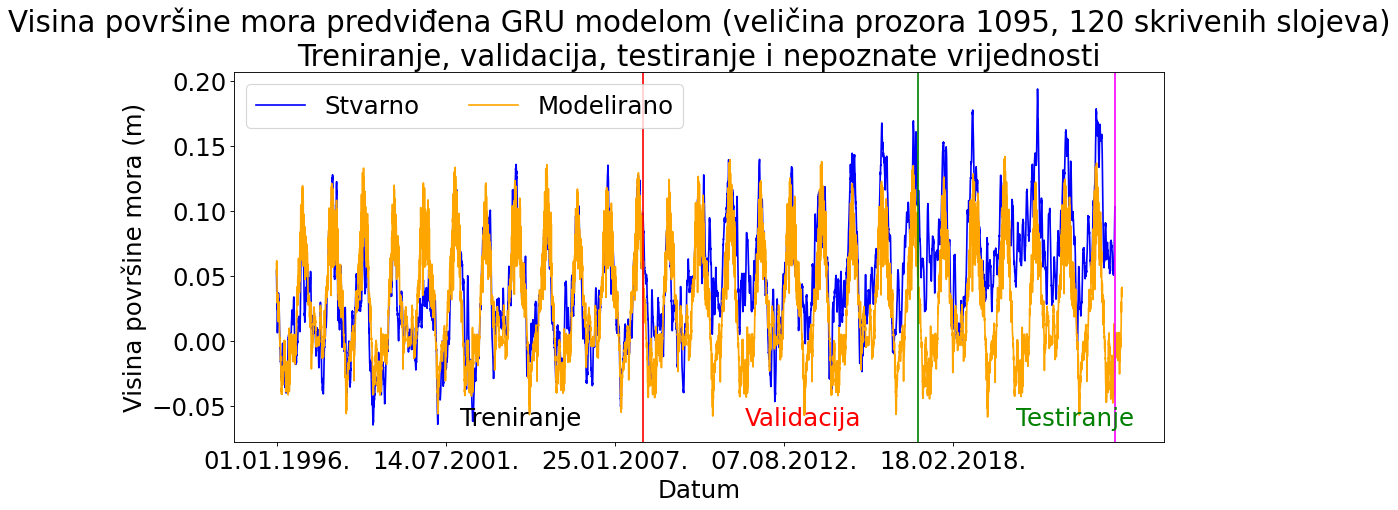 Visina površine mora predviđena GRU modelom (veličina prozora 1095, 120 skrivenih slojeva)
Treniranje, validacija, testiranje i nepoznate vrijednosti
Stvarno
Modelirano
Visina površine mora (m)
0.20
0.15
0.10
0.05
0.00
−0.05
Treniranje
Validacija
Testiranje
01.01.1996.
14.07.2001.
25.01.2007.
07.08.2012.
18.02.2018.
Datum